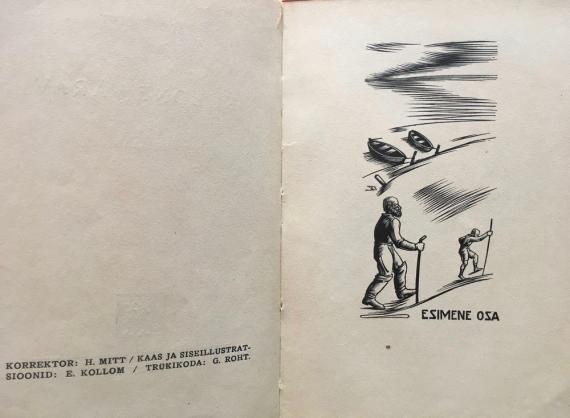 KORREKTOR: H. MITT / KAAS JA SISEILLUSTRAT-
SIOONID: E. KOLLOM / TRÜKIKODA: G. ROHT.
ESIMENE OSA